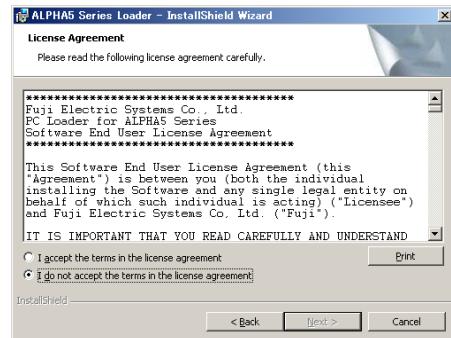 ALPHA5 Series Loader - InstallShield Wizard
License Agreement
Please read the following license agreement carefully.
**************************************
Fuji Electric Systems Co., Ltd.
PC Loader for ALPHA5 Series
Software End User License Agreement
**************************************
This Software End User License Agreement (this
"Agreement") is between you (both the individual
installing the Software and any single legal entity on
behalf of which such individual is acting) ("Licensee")
and Fuji Electric Systems Co, Ltd. ("Fuji").
IT IS IMPORTANT THAT YOU READ CAREFULLY AND UNDERSTAND
I accept the terms in the license agreement
Print
I do not accept the terms in the license agreement
InstallShield
< Back
Next >
Cancel